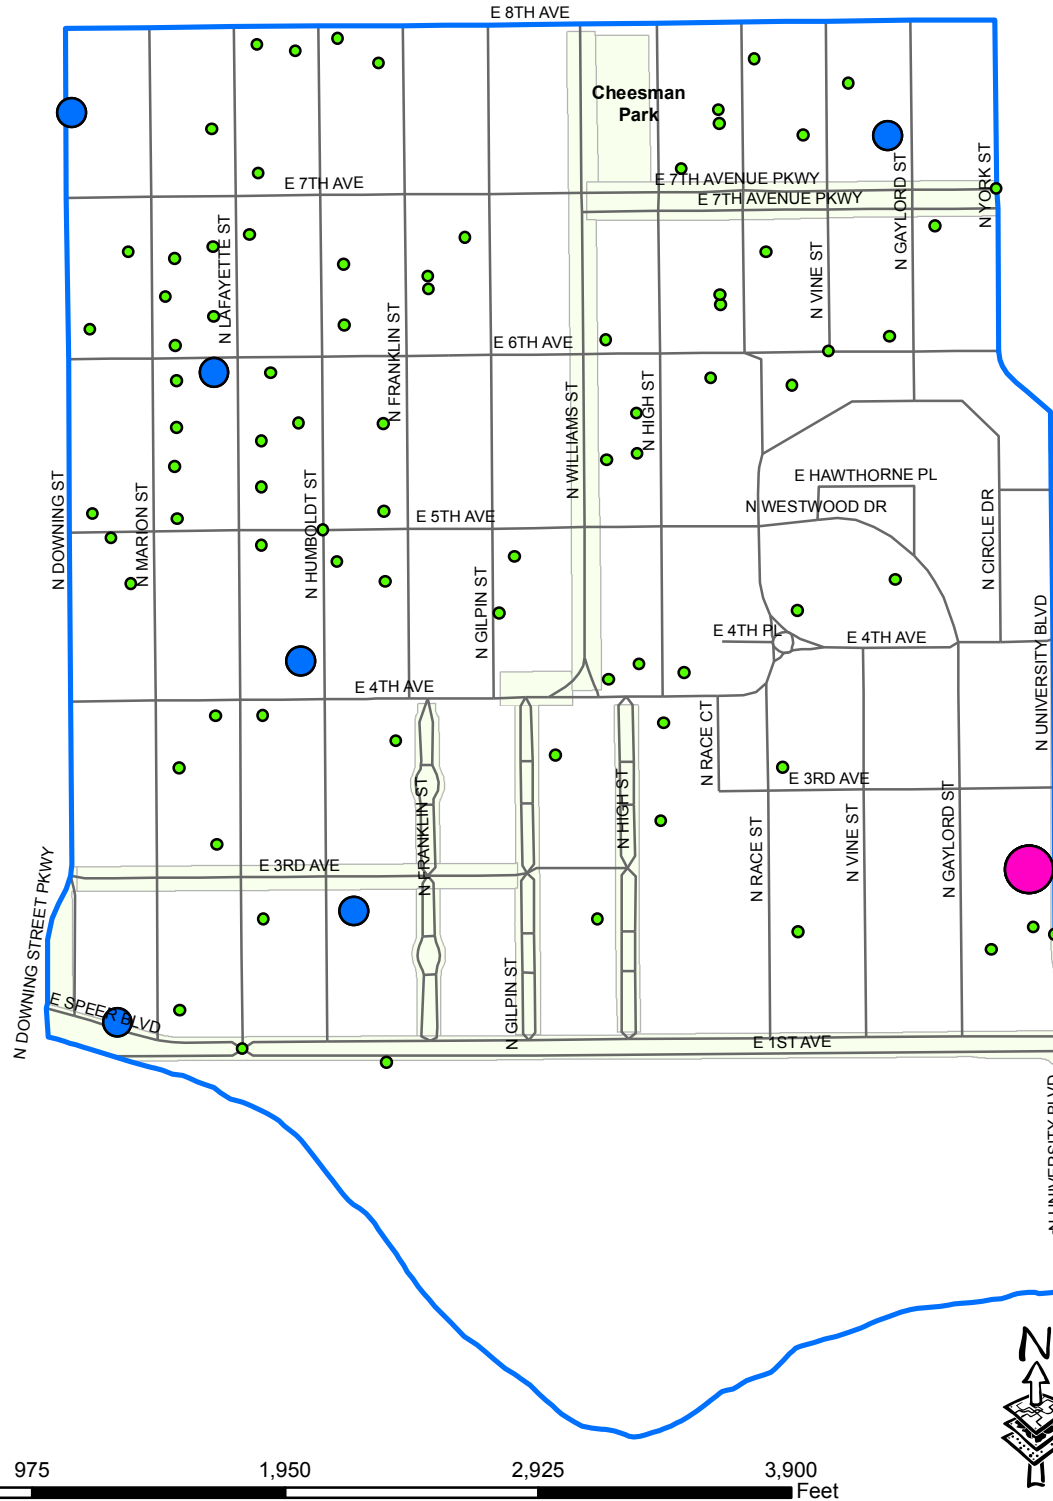 E 8TH AVE
Cheesman
Park
E 7TH AVE
E 7TH AVENUE PKWY
E 7TH AVENUE PKWY
N YORK ST
N GAYLORD ST
N LAFAYETTE ST
N VINE ST
N FRANKLIN ST
E 6TH AVE
N WILLIAMS ST
N HIGH ST
E HAWTHORNE PL
N WESTWOOD DR
N DOWNING ST
N MARION ST
N HUMBOLDT ST
E 5TH AVE
N CIRCLE DR
N GILPIN ST
E 4TH PL
E 4TH AVE
N UNIVERSITY BLVD
E 4TH AVE
N RACE CT
E 3RD AVE
N FRANKLIN ST
N HIGH ST
N RACE ST
N VINE ST
N GAYLORD ST
E 3RD AVE
N DOWNING STREET PKWY
N GILPIN ST
E SPEER BLVD
E 1ST AVE
N UNIVERSITY BLVD
N
975
1,950
2,925
3,900
Feet